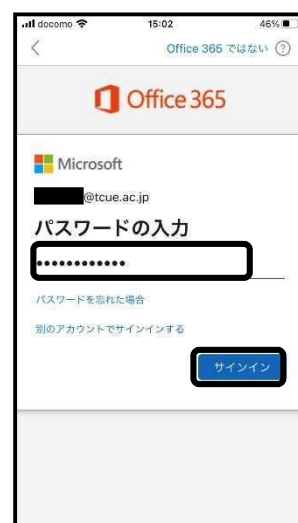 docomo 15:02 46%
Office 365 ではない ?
Office 365
Microsoft
@tcue.ac.jp
パスワードの入力
••••••••••••
パスワードを忘れた場合
別のアカウントでサインインする
サインイン